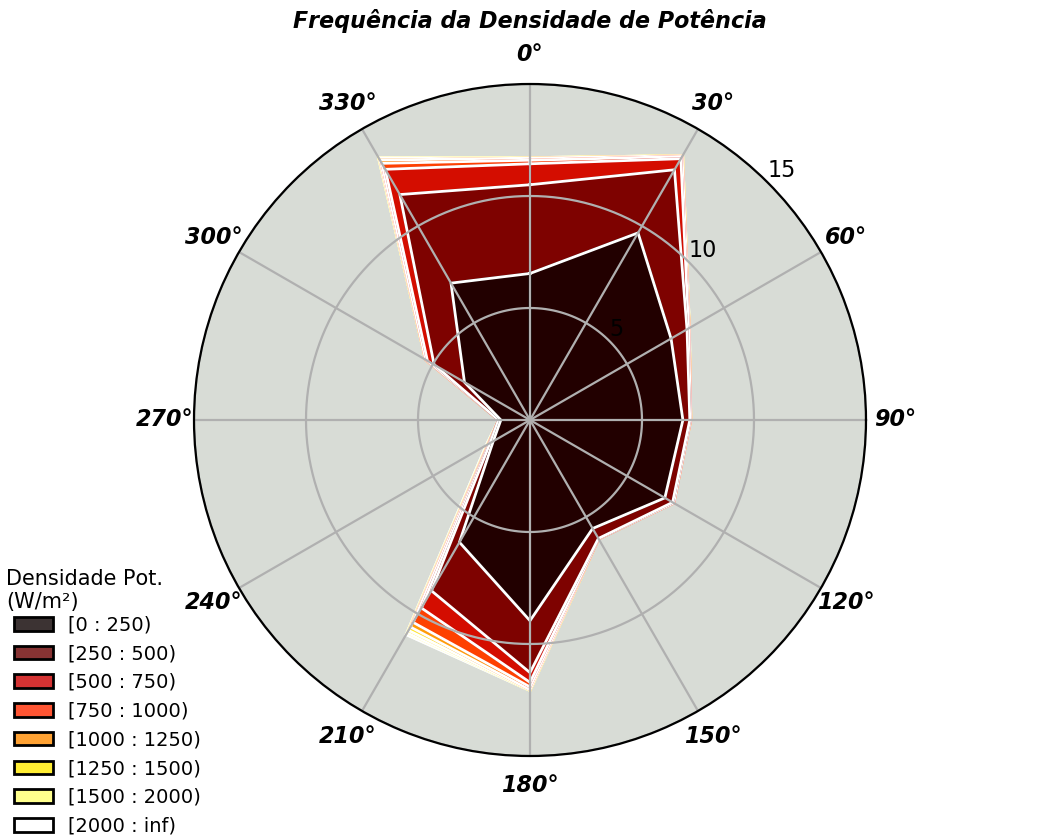 Frequência da Densidade de Potência
0°
330°
30°
15
300°
60°
10
5
270°
90°
240°
120°
210°
150°
180°
Densidade Pot.
(W/m²)
[0 : 250)
[250 : 500)
[500 : 750)
[750 : 1000)
[1000 : 1250)
[1250 : 1500)
[1500 : 2000)
[2000 : inf)